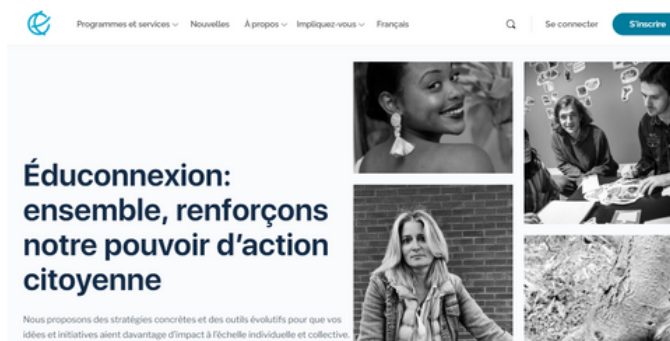 Programmes et services Nouvelles À propos Impliquez-vous Français Se connecter S'inscrire
Éduconnexion:
ensemble, renforçons
notre pouvoir d'action
citoyenne
Nous proposons des stratégies concrètes et des outils évolutifs pour que vos
idées et initiatives aient davantage d'impact à l'échelle individuelle et collective.